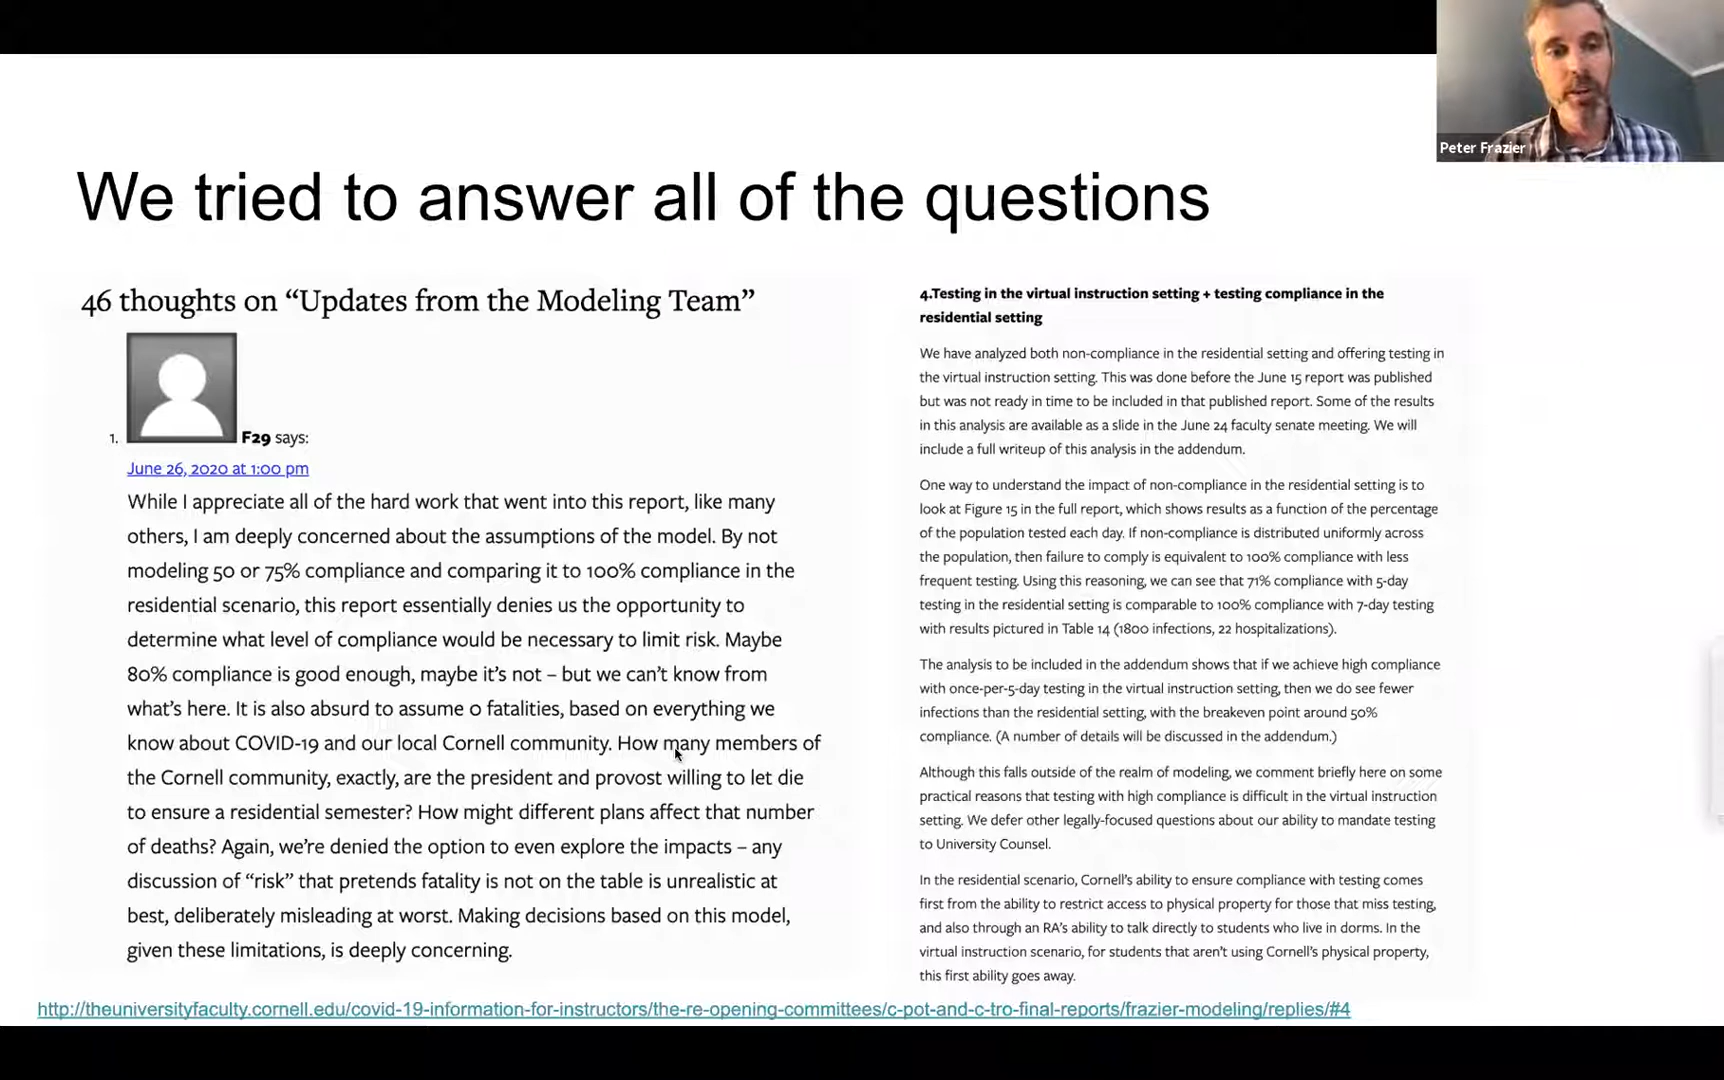 Peter Frazier
We tried to answer all of the questions
46 thoughts on “Updates from the Modeling Team”
1. F29 says:
June 26, 2020 at 1:00 pm
While I appreciate all of the hard work that went into this report, like many
others, I am deeply concerned about the assumptions of the model. By not
modeling 50 or 75% compliance and comparing it to 100% compliance in the
residential scenario, this report essentially denies us the opportunity to
determine what level of compliance would be necessary to limit risk. Maybe
80% compliance is good enough, maybe it’s not – but we can’t know from
what’s here. It is also absurd to assume 0 fatalities, based on everything we
know about COVID-19 and our local Cornell community. How many members of
the Cornell community, exactly, are the president and provost willing to let die
to ensure a residential semester? How might different plans affect that number
of deaths? Again, we’re denied the option to even explore the impacts – any
discussion of “risk” that pretends fatality is not on the table is unrealistic at
best, deliberately misleading at worst. Making decisions based on this model,
given these limitations, is deeply concerning.
4.Testing in the virtual instruction setting + testing compliance in the
residential setting
We have analyzed both non-compliance in the residential setting and offering testing in
the virtual instruction setting. This was done before the June 15 report was published
but was not ready in time to be included in that published report. Some of the results
in this analysis are available as a slide in the June 24 faculty senate meeting. We will
include a full writeup of this analysis in the addendum.
One way to understand the impact of non-compliance in the residential setting is to
look at Figure 15 in the full report, which shows results as a function of the percentage
of the population tested each day. If non-compliance is distributed uniformly across
the population, then failure to comply is equivalent to 100% compliance with less
frequent testing. Using this reasoning, we can see that 71% compliance with 5-day
testing in the residential setting is comparable to 100% compliance with 7-day testing
with results pictured in Table 14 (1800 infections, 22 hospitalizations).
The analysis to be included in the addendum shows that if we achieve high compliance
with once-per-5-day testing in the virtual instruction setting, then we do see fewer
infections than the residential setting, with the breakeven point around 50%
compliance. (A number of details will be discussed in the addendum.)
Although this falls outside of the realm of modeling, we comment briefly here on some
practical reasons that testing with high compliance is difficult in the virtual instruction
setting. We defer other legally-focused questions about our ability to mandate testing
to University Counsel.
In the residential scenario, Cornell’s ability to ensure compliance with testing comes
first from the ability to restrict access to physical property for those that miss testing,
and also through an RA’s ability to talk directly to students who live in dorms. In the
virtual instruction scenario, for students that aren’t using Cornell’s physical property,
this first ability goes away.
http://theuniversityfaculty.cornell.edu/covid-19-information-for-instructors/the-re-opening-committees/c-pot-and-c-tro-final-reports/frazier-modeling/replies/#4